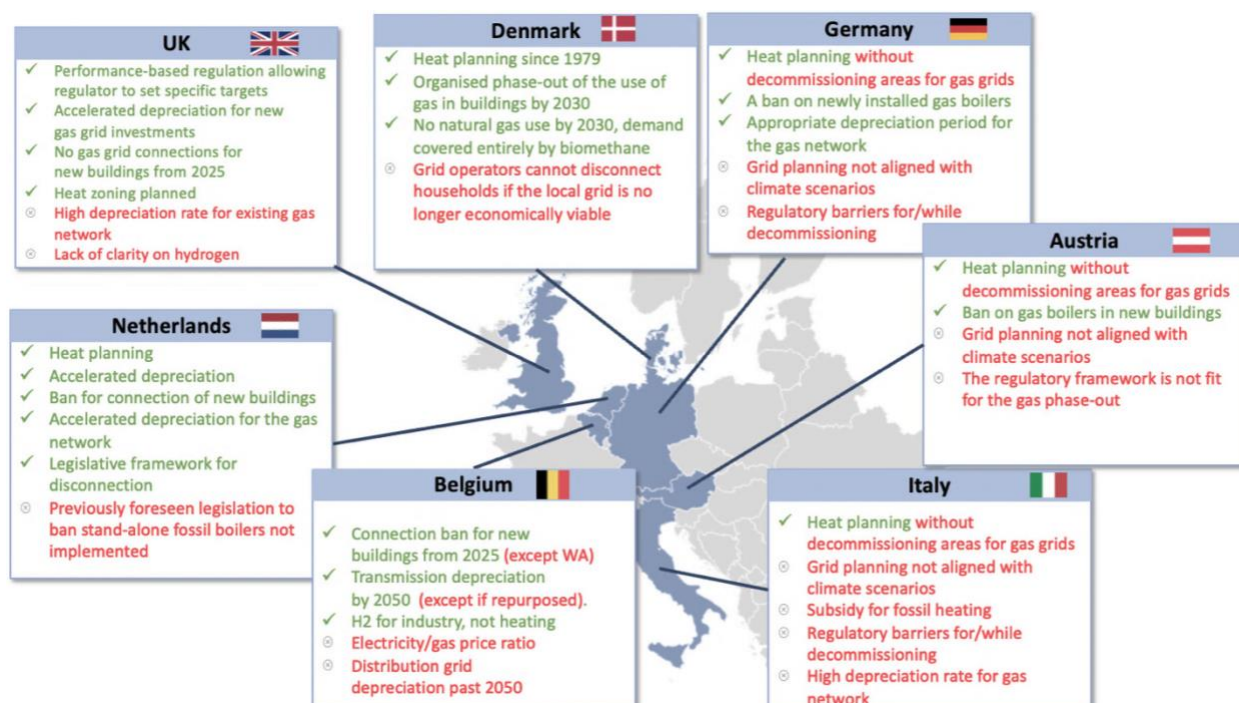 UK
✓ Performance-based regulation allowing
regulator to set specific targets
✓ Accelerated depreciation for new
gas grid investments
✓ No gas grid connections for
new buildings from 2025
✓ Heat zoning planned
⊗ High depreciation rate for existing gas
network
⊗ Lack of clarity on hydrogen
Denmark
✓ Heat planning since 1979
✓ Organised phase-out of the use of
gas in buildings by 2030
✓ No natural gas use by 2030, demand
covered entirely by biomethane
⊗ Grid operators cannot disconnect
households if the local grid is no
longer economically viable
Germany
✓ Heat planning without
decommissioning areas for gas grids
✓ A ban on newly installed gas boilers
✓ Appropriate depreciation period for
the gas network
⊗ Grid planning not aligned with
climate scenarios
⊗ Regulatory barriers for/while
decommissioning
Austria
✓ Heat planning without
decommissioning areas for gas grids
✓ Ban on gas boilers in new buildings
⊗ Grid planning not aligned with
climate scenarios
⊗ The regulatory framework is not fit
for the gas phase-out
Netherlands
✓ Heat planning
✓ Accelerated depreciation
✓ Ban for connection of new buildings
✓ Accelerated depreciation for the gas
network
✓ Legislative framework for
disconnection
⊗ Previously foreseen legislation to
ban stand-alone fossil boilers not
implemented
Belgium
✓ Connection ban for new
buildings from 2025 (except WA)
✓ Transmission depreciation
by 2050 (except if repurposed).
✓ H2 for industry, not heating
⊗ Electricity/gas price ratio
⊗ Distribution grid
depreciation past 2050
Italy
✓ Heat planning without
decommissioning areas for gas grids
⊗ Grid planning not aligned with
climate scenarios
⊗ Subsidy for fossil heating
⊗ Regulatory barriers for/while
decommissioning
⊗ High depreciation rate for gas
network